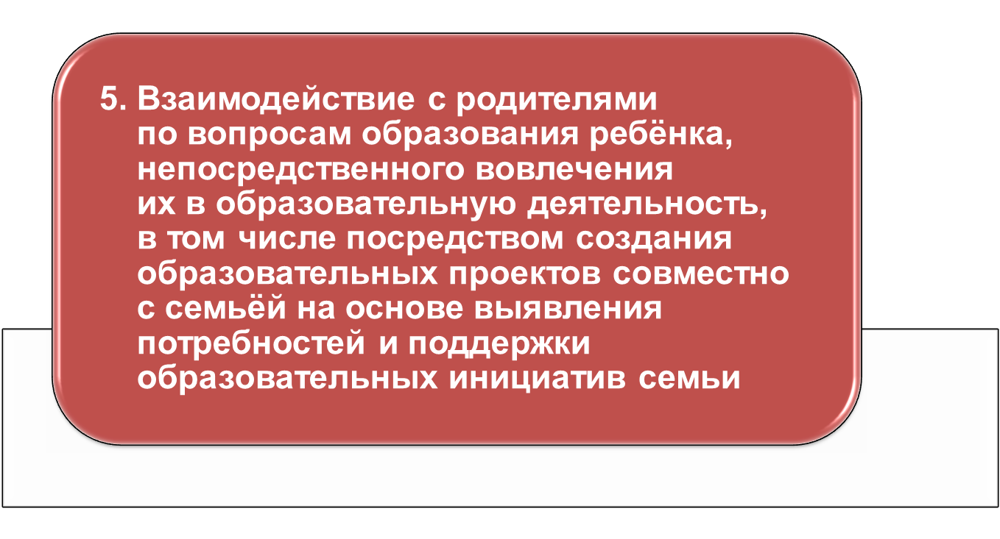 5. Взаимодействие с родителями
по вопросам образования ребёнка,
непосредственного вовлечения
их в образовательную деятельность,
в том числе посредством создания
образовательных проектов совместно
с семьёй на основе выявления
потребностей и поддержки
образовательных инициатив семьи